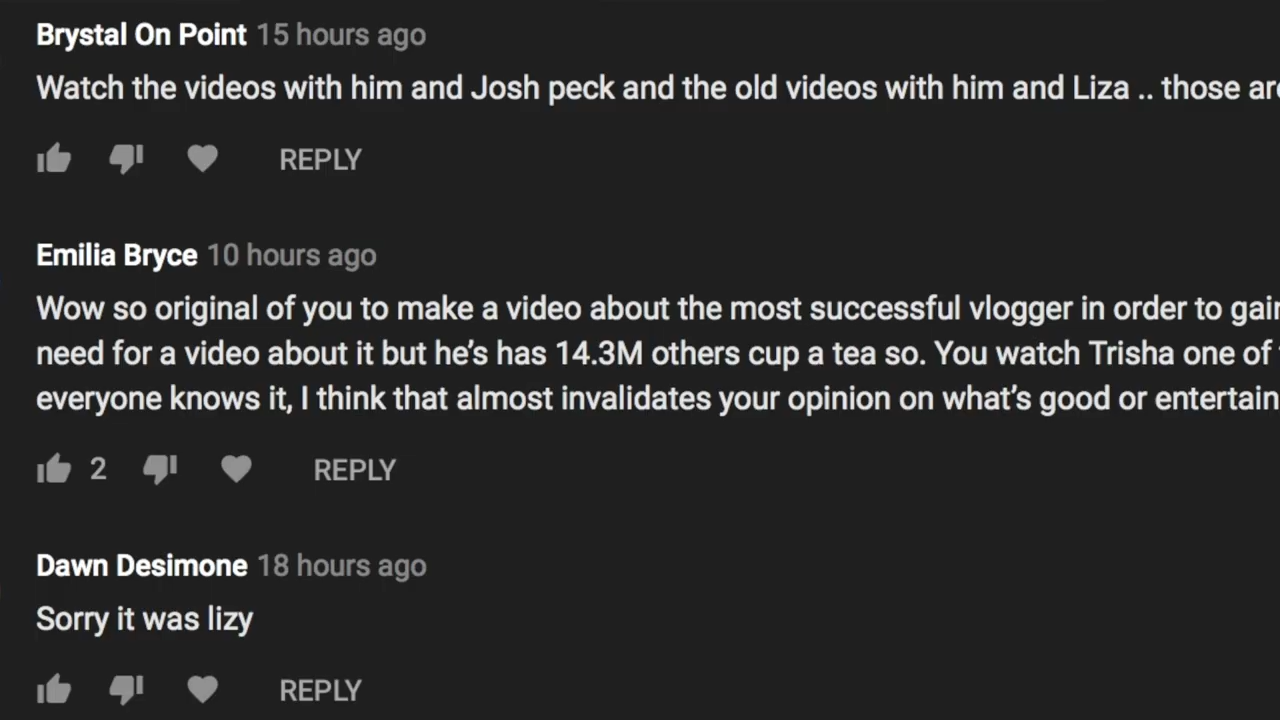 Brystal On Point 15 hours ago
Watch the videos with him and Josh peck and the old videos with him and Liza .. those
REPLY
Emilia Bryce 10 hours ago
Wow so original of you to make a video about the most successful vlogger in order to
need for a video about it but he’s has 14.3M others cup a tea so. You watch Trisha one of
everyone knows it, I think that almost invalidates your opinion on what’s good or
2 REPLY
Dawn Desimone 18 hours ago
Sorry it was lizy
REPLY